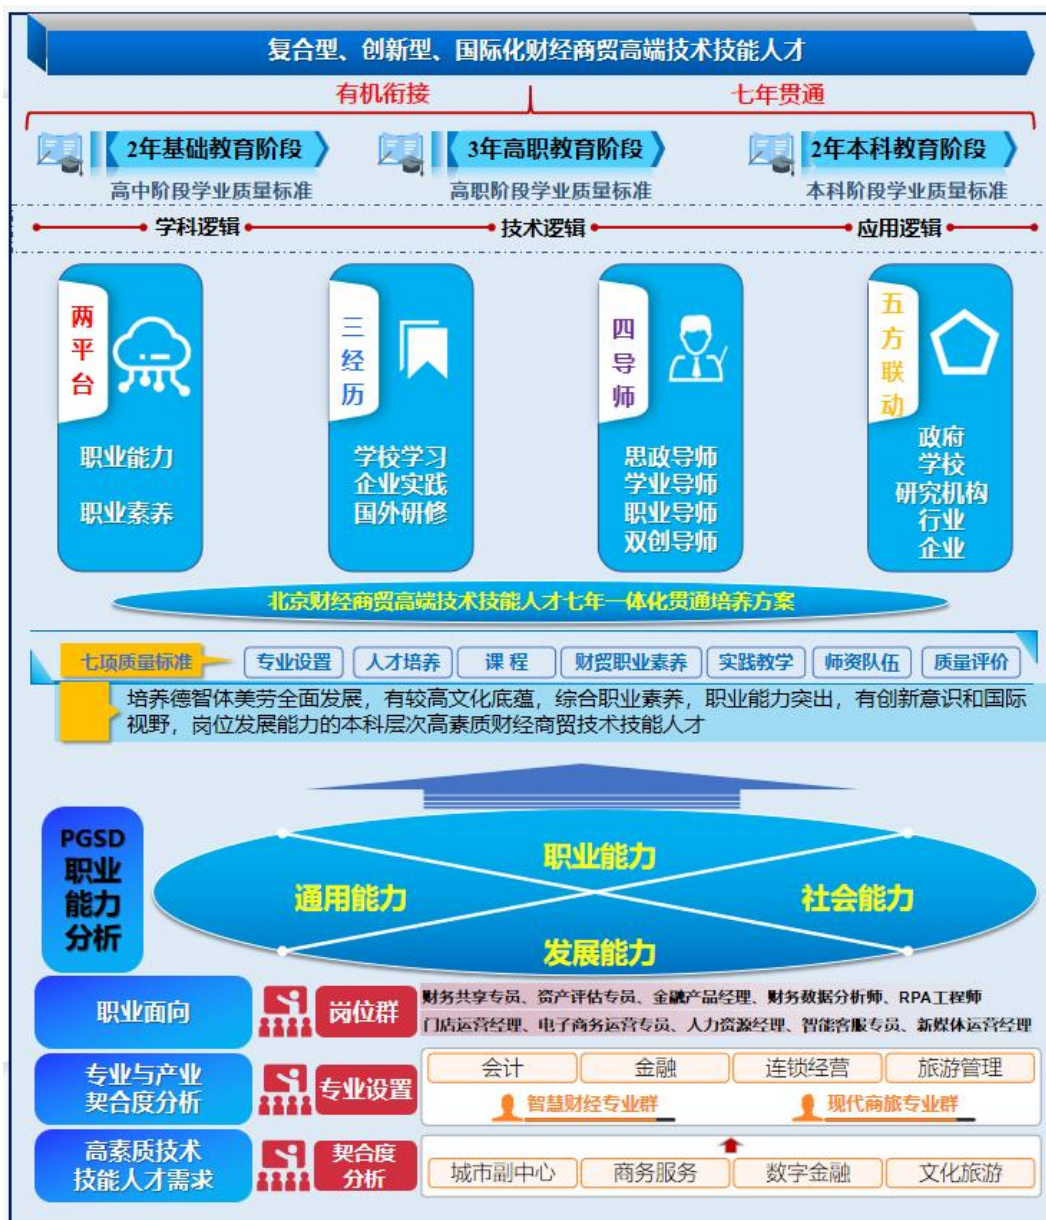 复合型、创新型、国际化财经商贸高端技术技能人才
有机衔接
七年贯通
2年基础教育阶段
3年高职教育阶段
2年本科教育阶段
高中阶段学业质量标准
高职阶段学业质量标准
本科阶段学业质量标准
学科逻辑
技术逻辑
应用逻辑
两平台
职业能力
职业素养
三经历
学校学习
企业实践
国外研修
四导师
思政导师
学业导师
职业导师
双创导师
五方联动
政府
学校
研究机构
行业
企业
北京财经商贸高端技术技能人才七年一体化贯通培养方案
七项质量标准
专业设置
人才培养
课 程
财贸职业素养
实践教学
师资队伍
质量评价
培养德智体美劳全面发展，有较高文化底蕴，综合职业素养，职业能力突出，有创新意识和国际
视野，岗位发展能力的本科层次高素质财经商贸技术技能人才
PGSD
职业
能力
分析
职业能力
通用能力
社会能力
发展能力
职业面向
岗位群
财务共享专员、资产评估专员、金融产品经理、财务数据分析师、RPA工程师
门店运营经理、电子商务运营专员、人力资源经理、智能客服专员、新媒体运营经理
专业与产业
契合度分析
专业设置
会计
金融
连锁经营
旅游管理
智慧财经专业群
现代商旅专业群
高素质技术
技能人才需求
契合度
分析
城市副中心
商务服务
数字金融
文化旅游